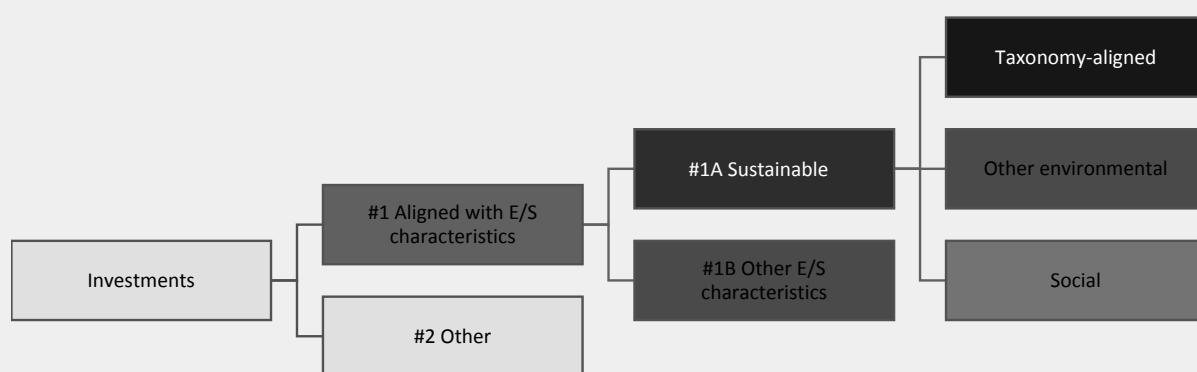 Taxonomy-aligned
#1A Sustainable
Other environmental
#1 Aligned with E/S
characteristics
#1B Other E/S
characteristics
Investments
Social
#2 Other